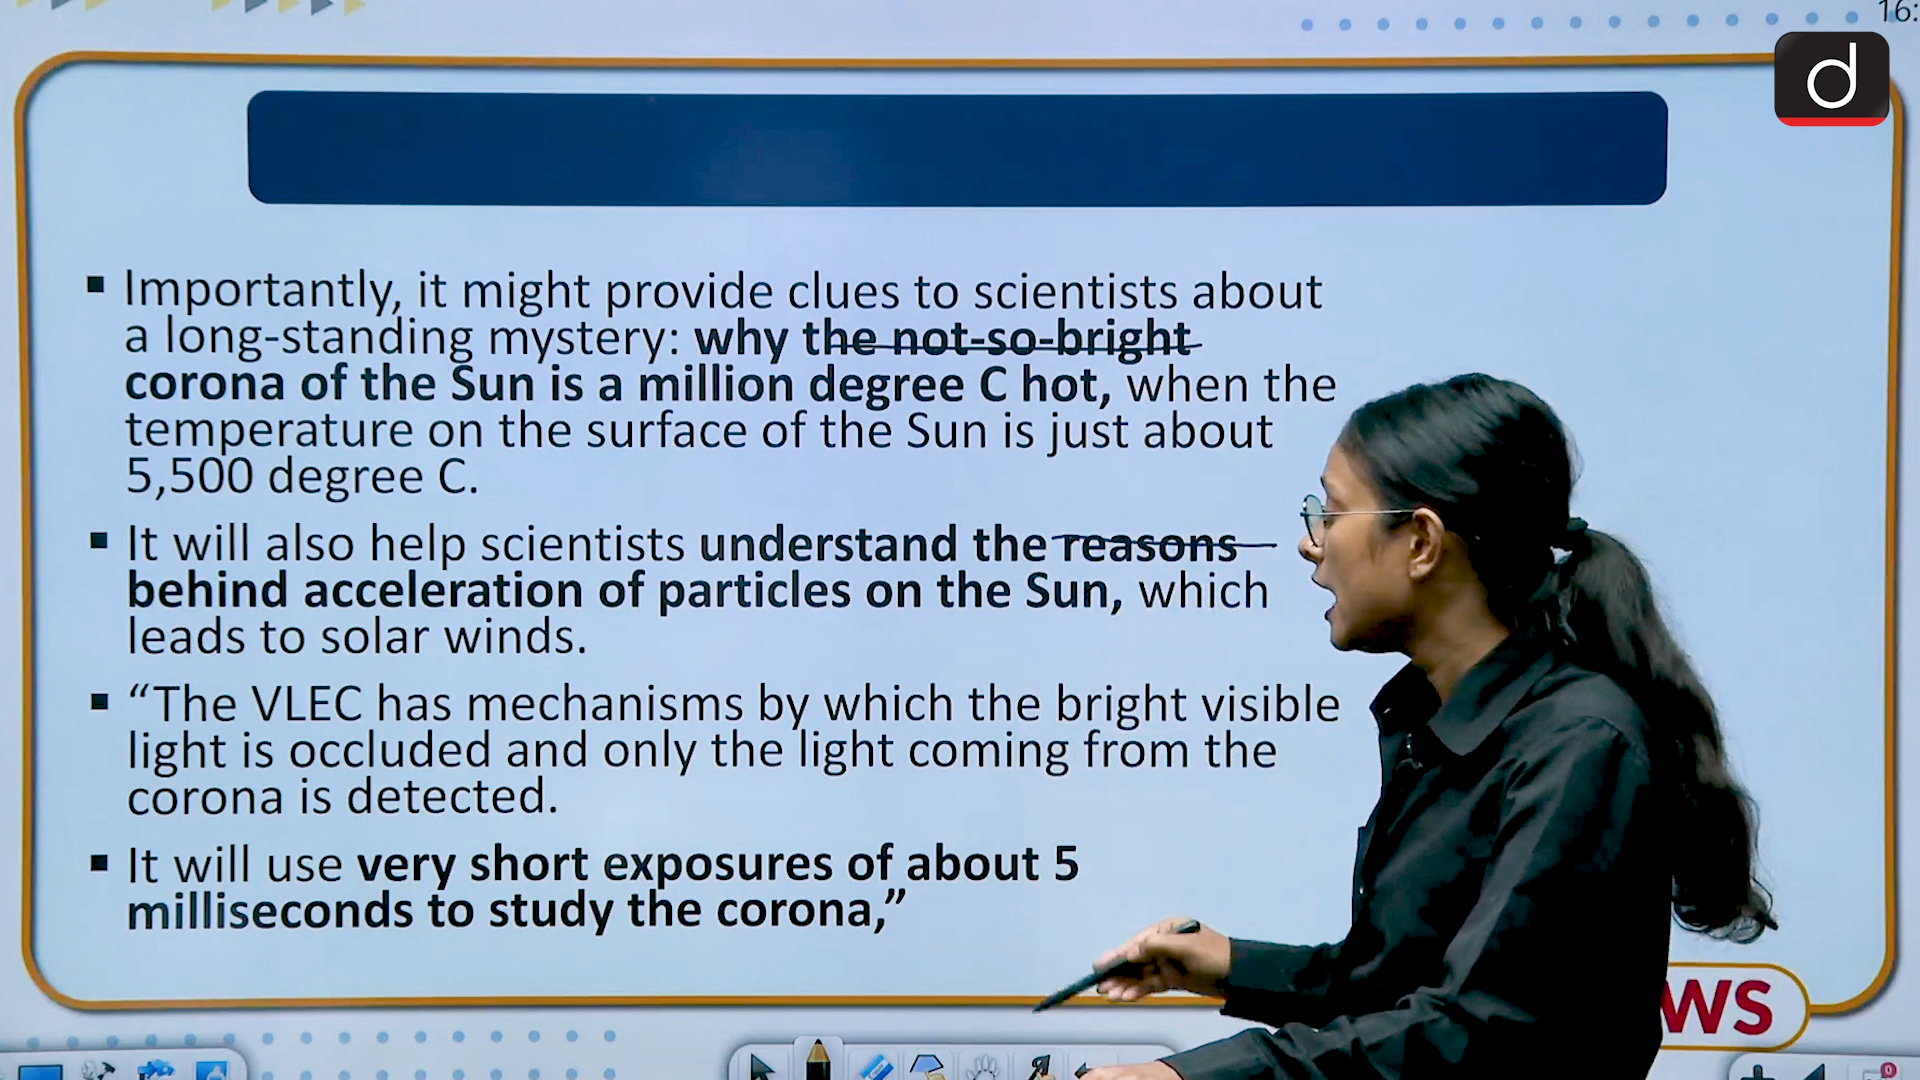 16:
d
Importantly, it might provide clues to scientists about
a long-standing mystery: why the not-so-bright
corona of the Sun is a million degree C hot, when the
temperature on the surface of the Sun is just about
5,500 degree C.
It will also help scientists understand the reasons
behind acceleration of particles on the Sun, which
leads to solar winds.
“The VLEC has mechanisms by which the bright visible
light is occluded and only the light coming from the
corona is detected.
It will use very short exposures of about 5
milliseconds to study the corona,”
WS
0